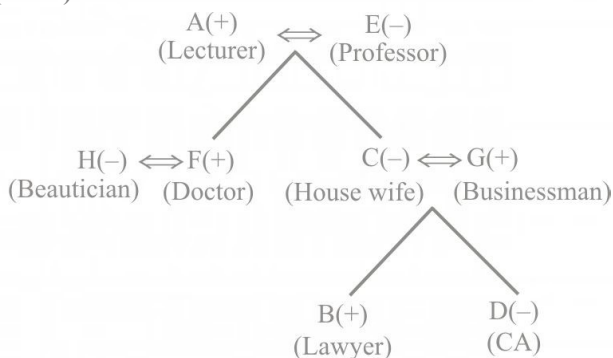 A(+) ⟺ E(–)
(Lecturer) (Professor)
H(–) ⟺ F(+) C(–) ⟺ G(+)
(Beautician) (Doctor) (House wife) (Businessman)
B(+) D(–)
(Lawyer) (CA)